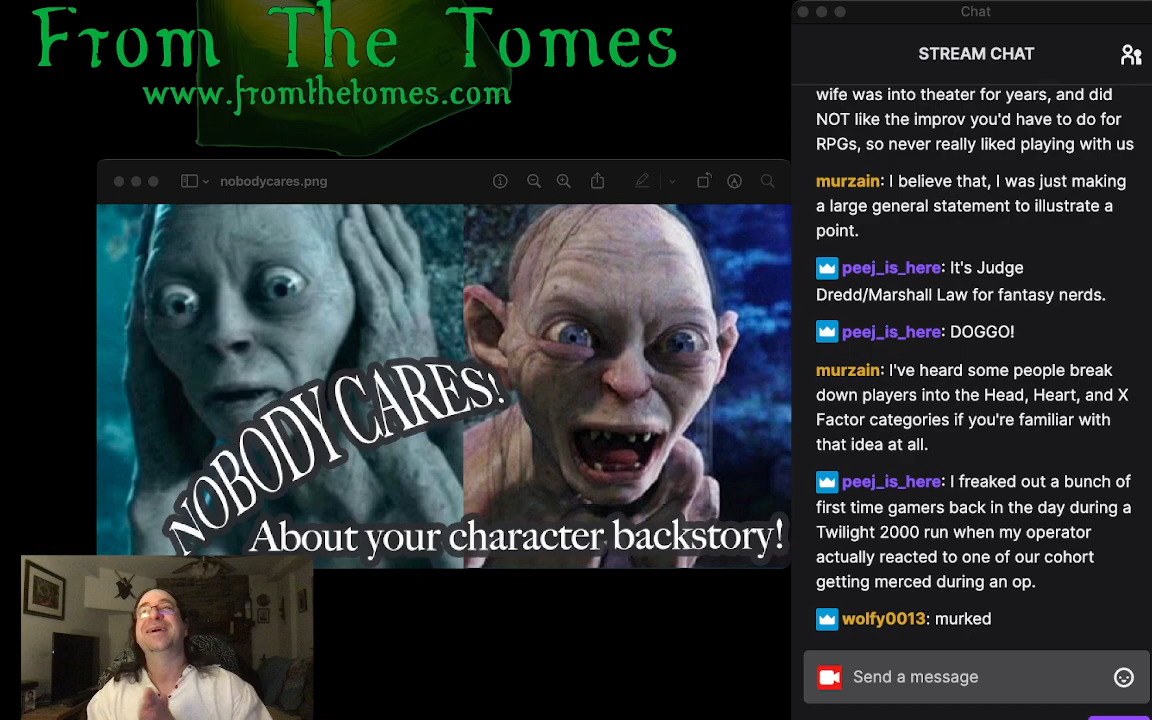 From The Tomes
www.fromthetomes.com
nobodycares.png
NOBODY CARES!
About your character backstory!
Chat
STREAM CHAT
wife was into theater for years, and did
NOT like the improv you'd have to do for
RPGs, so never really liked playing with us
murzain: I believe that, I was just making
a large general statement to illustrate a
point.
peej_is_here: It's Judge
Dredd/Marshall Law for fantasy nerds.
peej_is_here: DOGGO!
murzain: I've heard some people break
down players into the Head, Heart, and X
Factor categories if you're familiar with
that idea at all.
peej_is_here: I freaked out a bunch of
first time gamers back in the day during a
Twilight 2000 run when my operator
actually reacted to one of our cohort
getting merced during an op.
wolfy0013: murked
Send a message